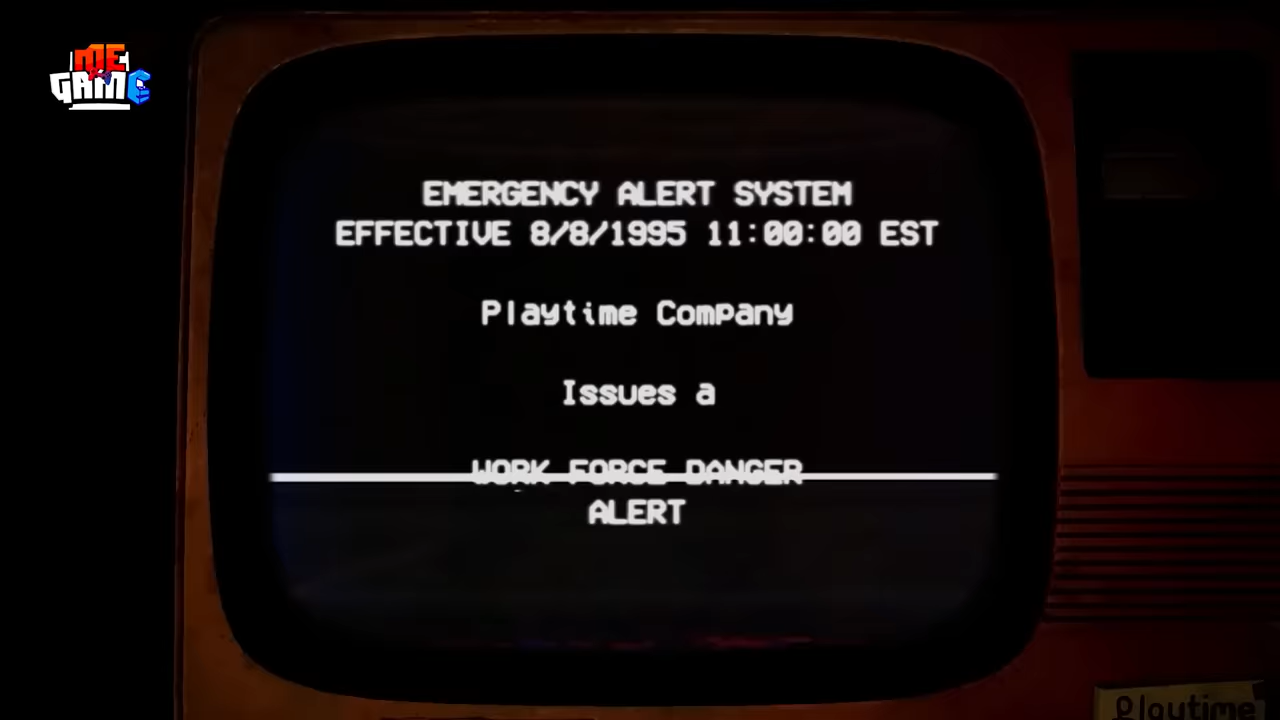 ME
GAME
EMERGENCY ALERT SYSTEM
EFFECTIVE 8/8/1995 11:00:00 EST
Playtime Company
Issues a
WORK FORCE DANGER
ALERT
Playtime